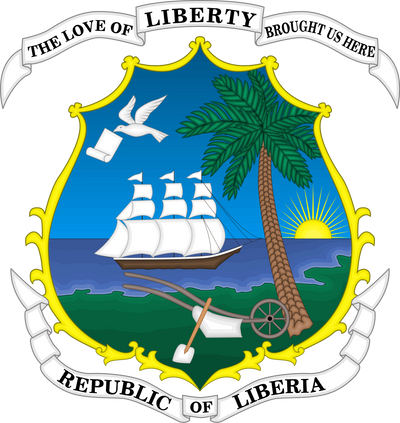 THE LOVE OF LIBERTY BROUGHT US HERE
REPUBLIC OF LIBERIA